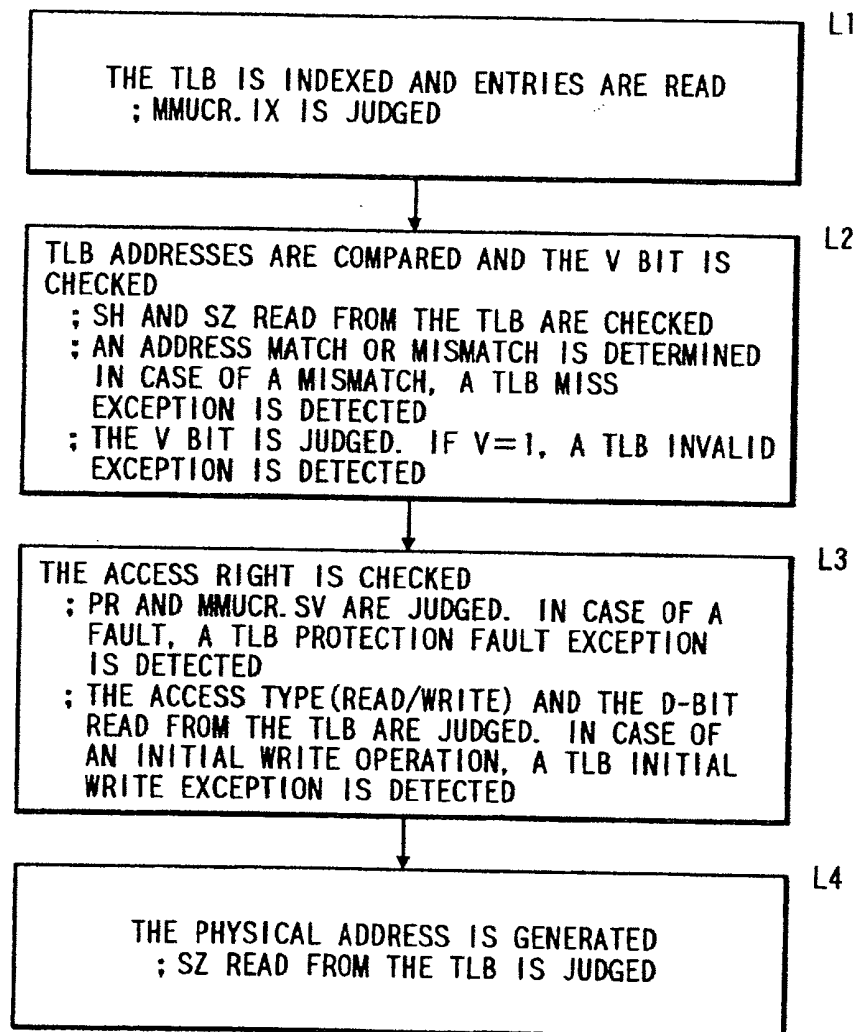 L1
THE TLB IS INDEXED AND ENTRIES ARE READ
; MMUCR.IX IS JUDGED
L2
TLB ADDRESSES ARE COMPARED AND THE V BIT IS
CHECKED
; SH AND SZ READ FROM THE TLB ARE CHECKED
; AN ADDRESS MATCH OR MISMATCH IS DETERMINED
IN CASE OF A MISMATCH, A TLB MISS
EXCEPTION IS DETECTED
; THE V BIT IS JUDGED. IF V=1, A TLB INVALID
EXCEPTION IS DETECTED
L3
THE ACCESS RIGHT IS CHECKED
; PR AND MMUCR.SV ARE JUDGED. IN CASE OF A
FAULT, A TLB PROTECTION FAULT EXCEPTION
IS DETECTED
; THE ACCESS TYPE(READ/WRITE) AND THE D-BIT
READ FROM THE TLB ARE JUDGED. IN CASE OF
AN INITIAL WRITE OPERATION, A TLB INITIAL
WRITE EXCEPTION IS DETECTED
L4
THE PHYSICAL ADDRESS IS GENERATED
; SZ READ FROM THE TLB IS JUDGED